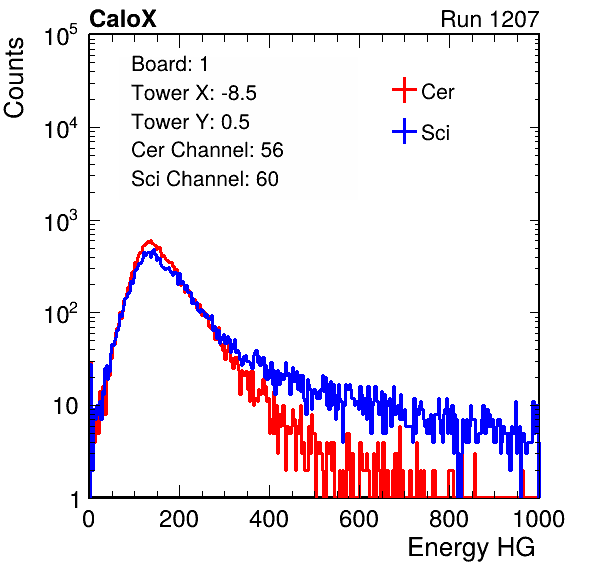 CaloX Run 1207
Counts
10^5
10^4
10^3
10^2
10
1
Board: 1
Tower X: -8.5
Tower Y: 0.5
Cer Channel: 56
Sci Channel: 60
Cer
Sci
0 200 400 600 800 1000
Energy HG